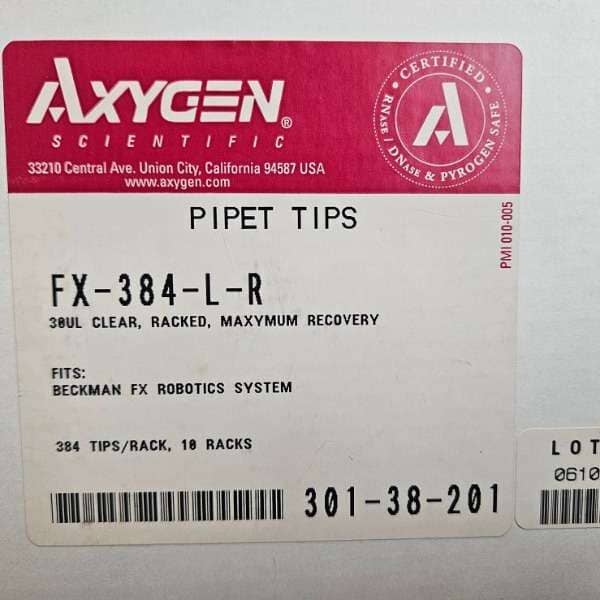 AXYGEN®
SCIENTIFIC
33210 Central Ave. Union City, California 94587 USA
www.axygen.com
• CERTIFIED •
RNASE / DNASE & PYROGEN SAFE
A
PIPET TIPS
PMI 010-005
FX-384-L-R
30UL CLEAR, RACKED, MAXYMUM RECOVERY
FITS:
BECKMAN FX ROBOTICS SYSTEM
384 TIPS/RACK, 10 RACKS
301-38-201
LOT
0610